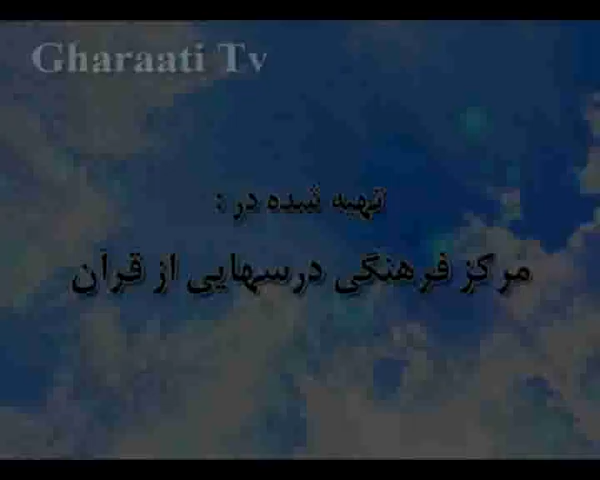 Gharaati Tv
تهیه شده در :
مرکز فرهنگی درسهایی از قرآن